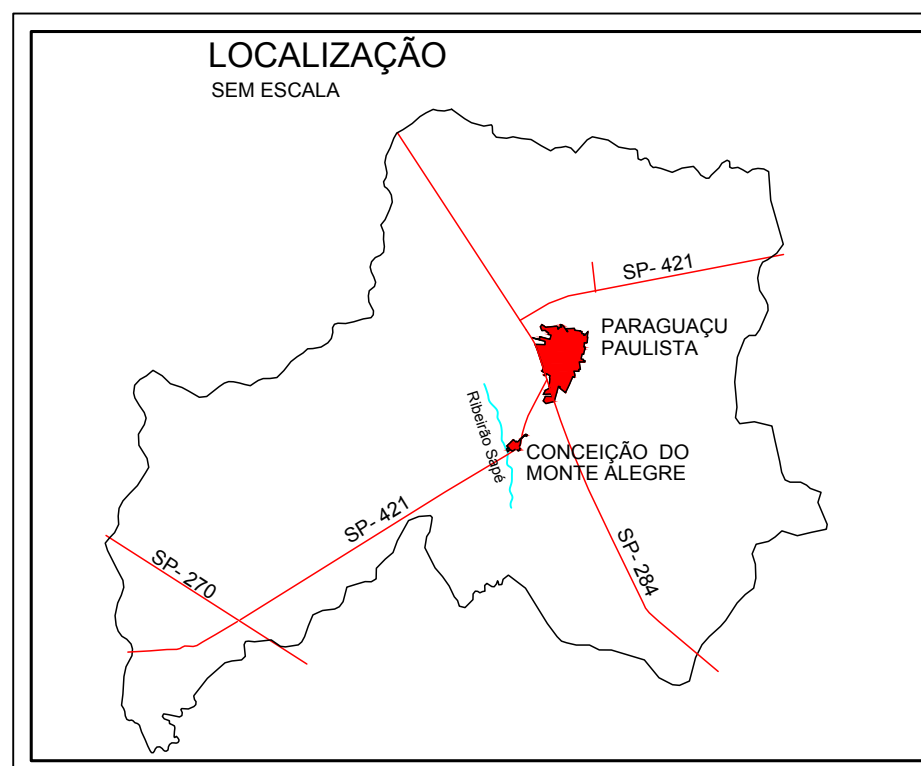 LOCALIZAÇÃO
SEM ESCALA
SP- 421
PARAGUAÇU
PAULISTA
Ribeirão Sapé
CONCEIÇÃO DO
MONTE ALEGRE
SP- 421
SP- 270
SP- 284